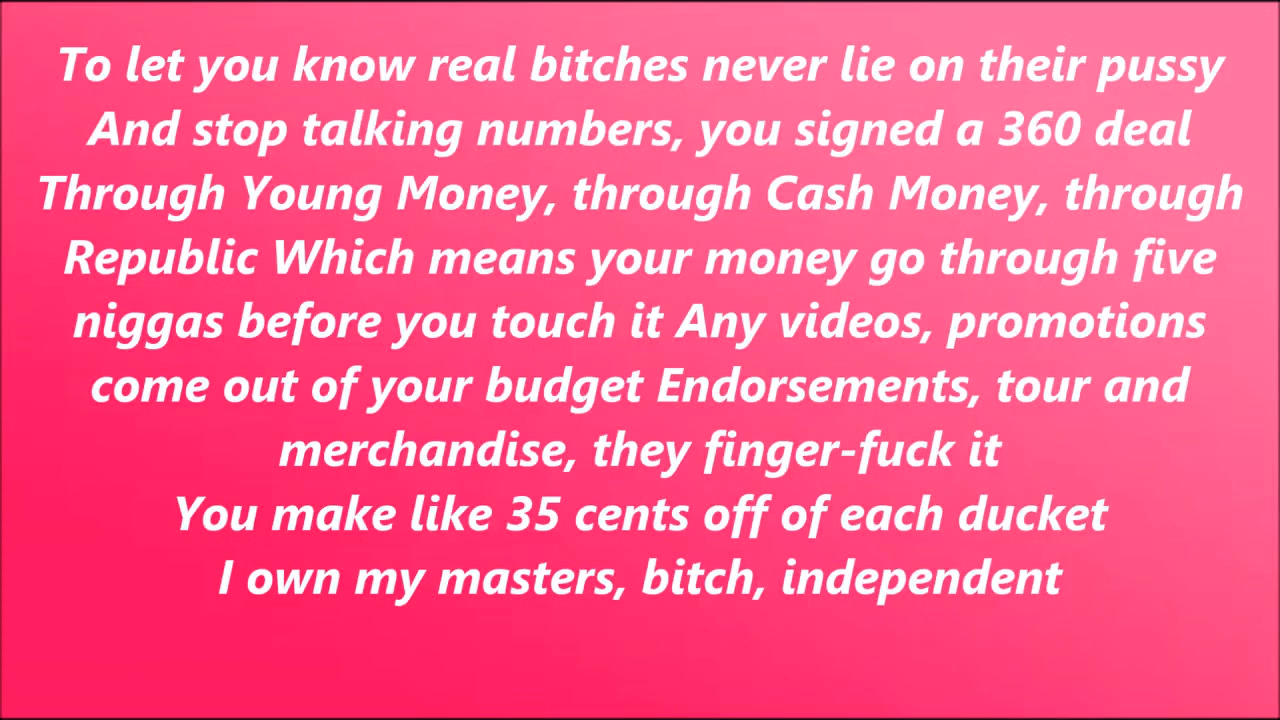 To let you know real bitches never lie on their pussy
And stop talking numbers, you signed a 360 deal
Through Young Money, through Cash Money, through
Republic Which means your money go through five
niggas before you touch it Any videos, promotions
come out of your budget Endorsements, tour and
merchandise, they finger-fuck it
You make like 35 cents off of each ducket
I own my masters, bitch, independent